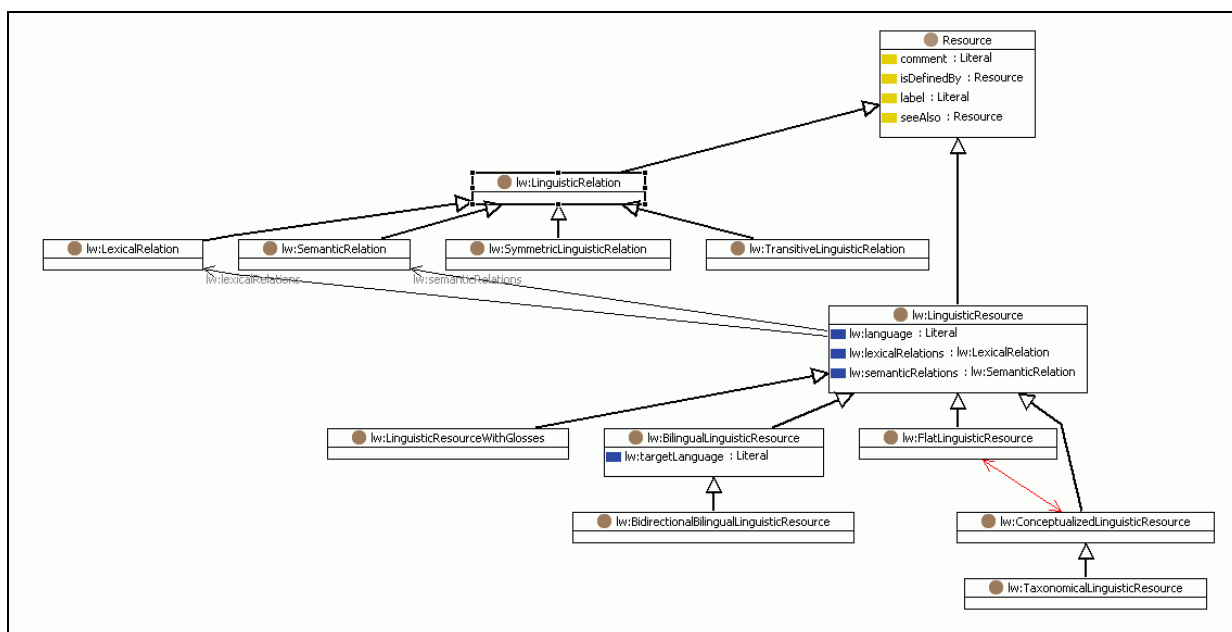 Resource
comment : Literal
isDefinedBy : Resource
label : Literal
seeAlso : Resource
lw:LinguisticRelation
lw:LexicalRelation
lw:SemanticRelation
lw:SymmetricLinguisticRelation
lw:TransitiveLinguisticRelation
lw:lexicalRelations
lw:semanticRelations
lw:LinguisticResource
lw:language : Literal
lw:lexicalRelations : lw:LexicalRelation
lw:semanticRelations : lw:SemanticRelation
lw:LinguisticResourceWithGlosses
lw:BilingualLinguisticResource
lw:targetLanguage : Literal
lw:FlatLinguisticResource
lw:BidirectionalBilingualLinguisticResource
lw:ConceptualizedLinguisticResource
lw:TaxonomicalLinguisticResource